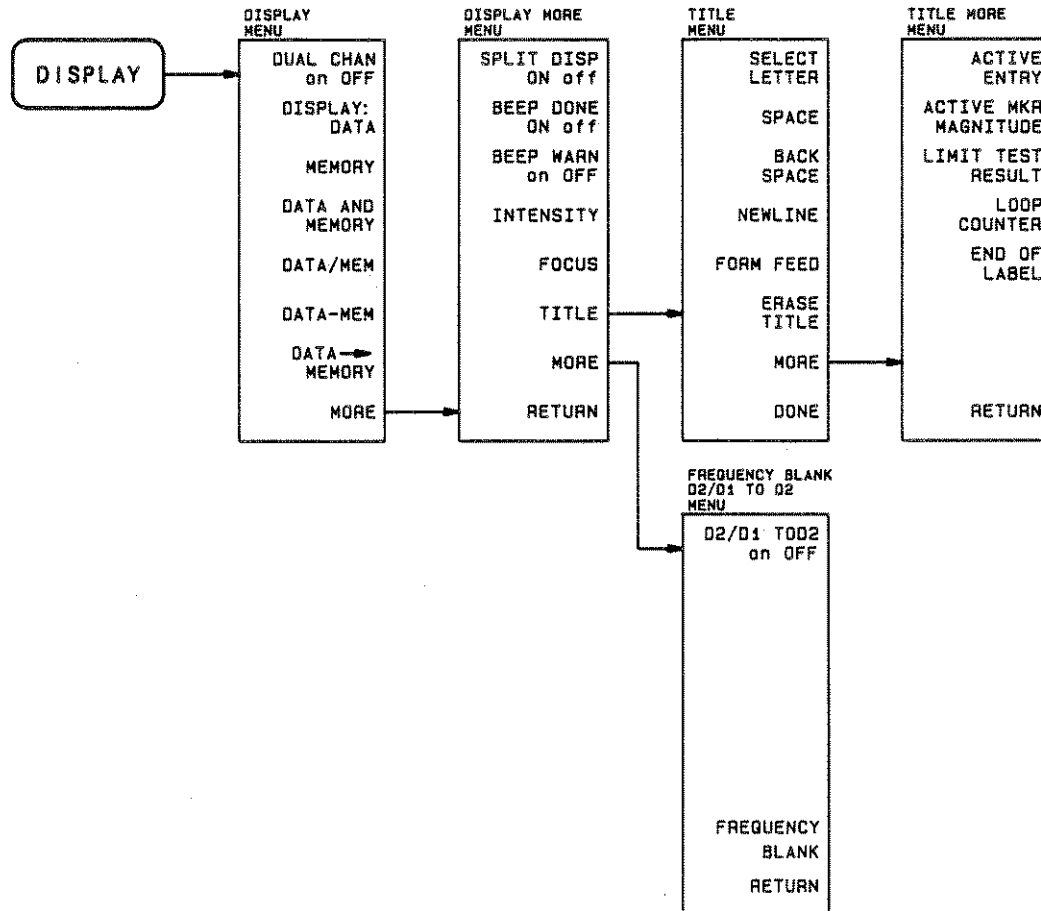 DISPLAY
DISPLAY
MENU
DUAL CHAN
on OFF
DISPLAY:
DATA
MEMORY
DATA AND
MEMORY
DATA/MEM
DATA-MEM
DATA→
MEMORY
MORE
DISPLAY MORE
MENU
SPLIT DISP
ON off
BEEP DONE
ON off
BEEP WARN
on OFF
INTENSITY
FOCUS
TITLE
MORE
RETURN
TITLE
MENU
SELECT
LETTER
SPACE
BACK
SPACE
NEWLINE
FORM FEED
ERASE
TITLE
MORE
DONE
TITLE MORE
MENU
ACTIVE
ENTRY
ACTIVE MKR
MAGNITUDE
LIMIT TEST
RESULT
LOOP
COUNTER
END OF
LABEL
RETURN
FREQUENCY BLANK
D2/D1 TO D2
MENU
D2/D1 TOD2
on OFF
FREQUENCY
BLANK
RETURN